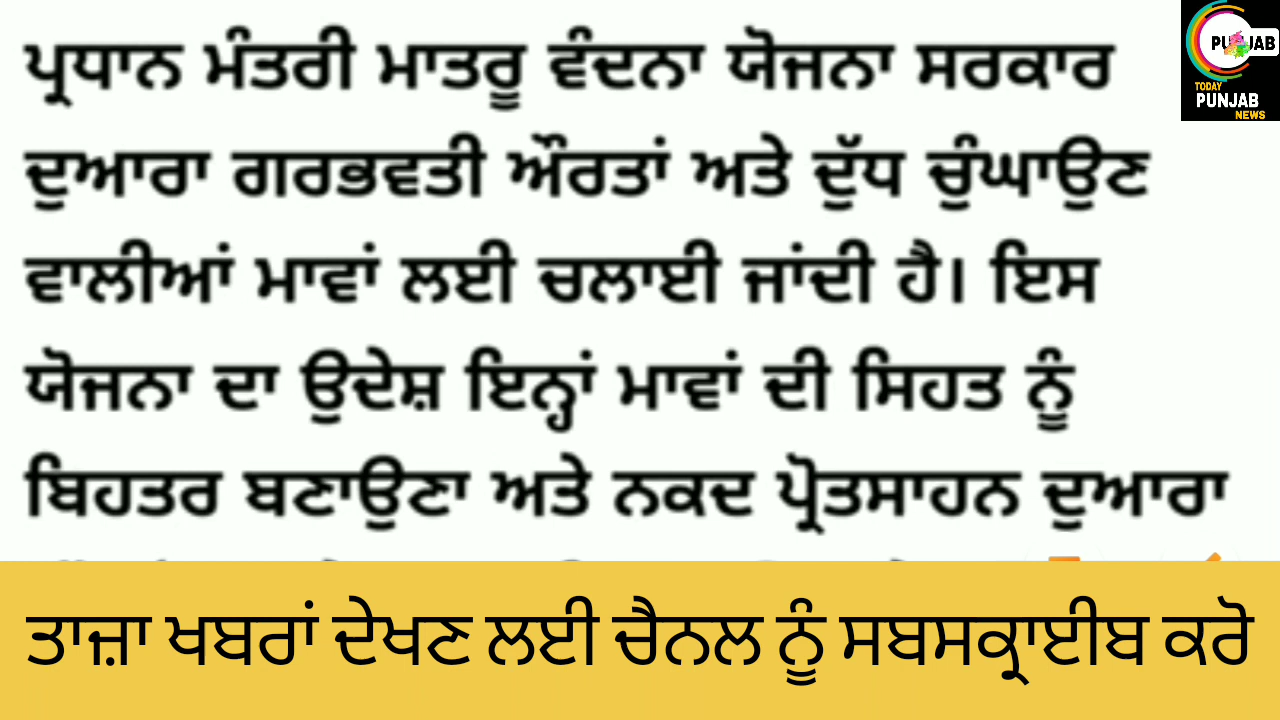 ਪ੍ਰਧਾਨ ਮੰਤਰੀ ਮਾਤਰੂ ਵੰਦਨਾ ਯੋਜਨਾ ਸਰਕਾਰ
ਦੁਆਰਾ ਗਰਭਵਤੀ ਔਰਤਾਂ ਅਤੇ ਦੁੱਧ ਚੁੰਘਾਉਣ
ਵਾਲੀਆਂ ਮਾਵਾਂ ਲਈ ਚਲਾਈ ਜਾਂਦੀ ਹੈ। ਇਸ
ਯੋਜਨਾ ਦਾ ਉਦੇਸ਼ ਇਨ੍ਹਾਂ ਮਾਵਾਂ ਦੀ ਸਿਹਤ ਨੂੰ
ਬਿਹਤਰ ਬਣਾਉਣਾ ਅਤੇ ਨਕਦ ਪ੍ਰੋਤਸਾਹਨ ਦੁਆਰਾ
ਤਾਜ਼ਾ ਖਬਰਾਂ ਦੇਖਣ ਲਈ ਚੈਨਲ ਨੂੰ ਸਬਸਕ੍ਰਾਈਬ ਕਰੋ
PUNJAB
TODAY
PUNJAB
NEWS